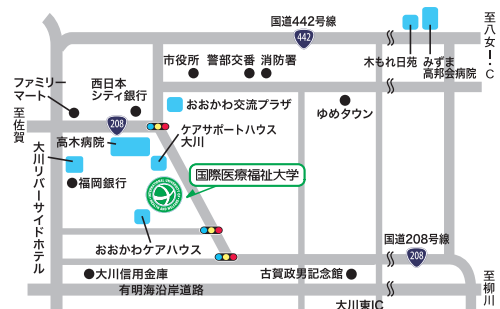 国道442号線
442
至八女I・C
木もれ日苑
みずま
高邦会病院
市役所
警部交番
消防署
ファミリー
マート
西日本
シティ銀行
おおかわ交流プラザ
ゆめタウン
至佐賀
208
高木病院
ケアサポートハウス
大川
国際医療福祉大学
福岡銀行
大川リバーサイドホテル
おおかわケアハウス
国道208号線
208
大川信用金庫
古賀政男記念館
有明海沿岸道路
大川東IC
至柳川